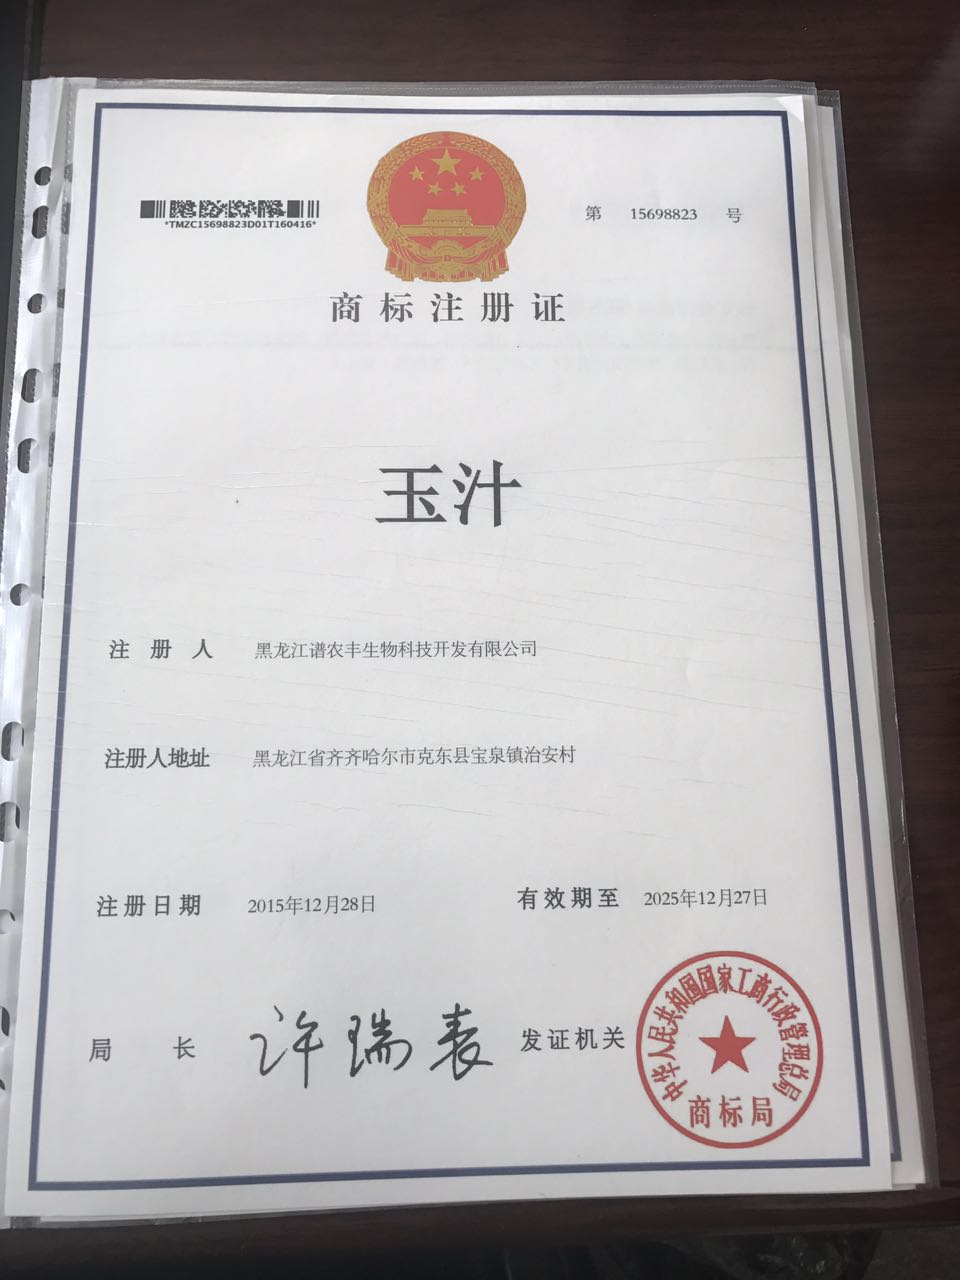 *TMZC15698823D01T160416*
第 15698823 号
商标注册证
玉汁
注册人 黑龙江谱农丰生物科技开发有限公司
注册人地址 黑龙江省齐齐哈尔市克东县宝泉镇治安村
注册日期 2015年12月28日 有效期至 2025年12月27日
局长 许瑞表 发证机关
中华人民共和国国家工商行政管理总局
商标局